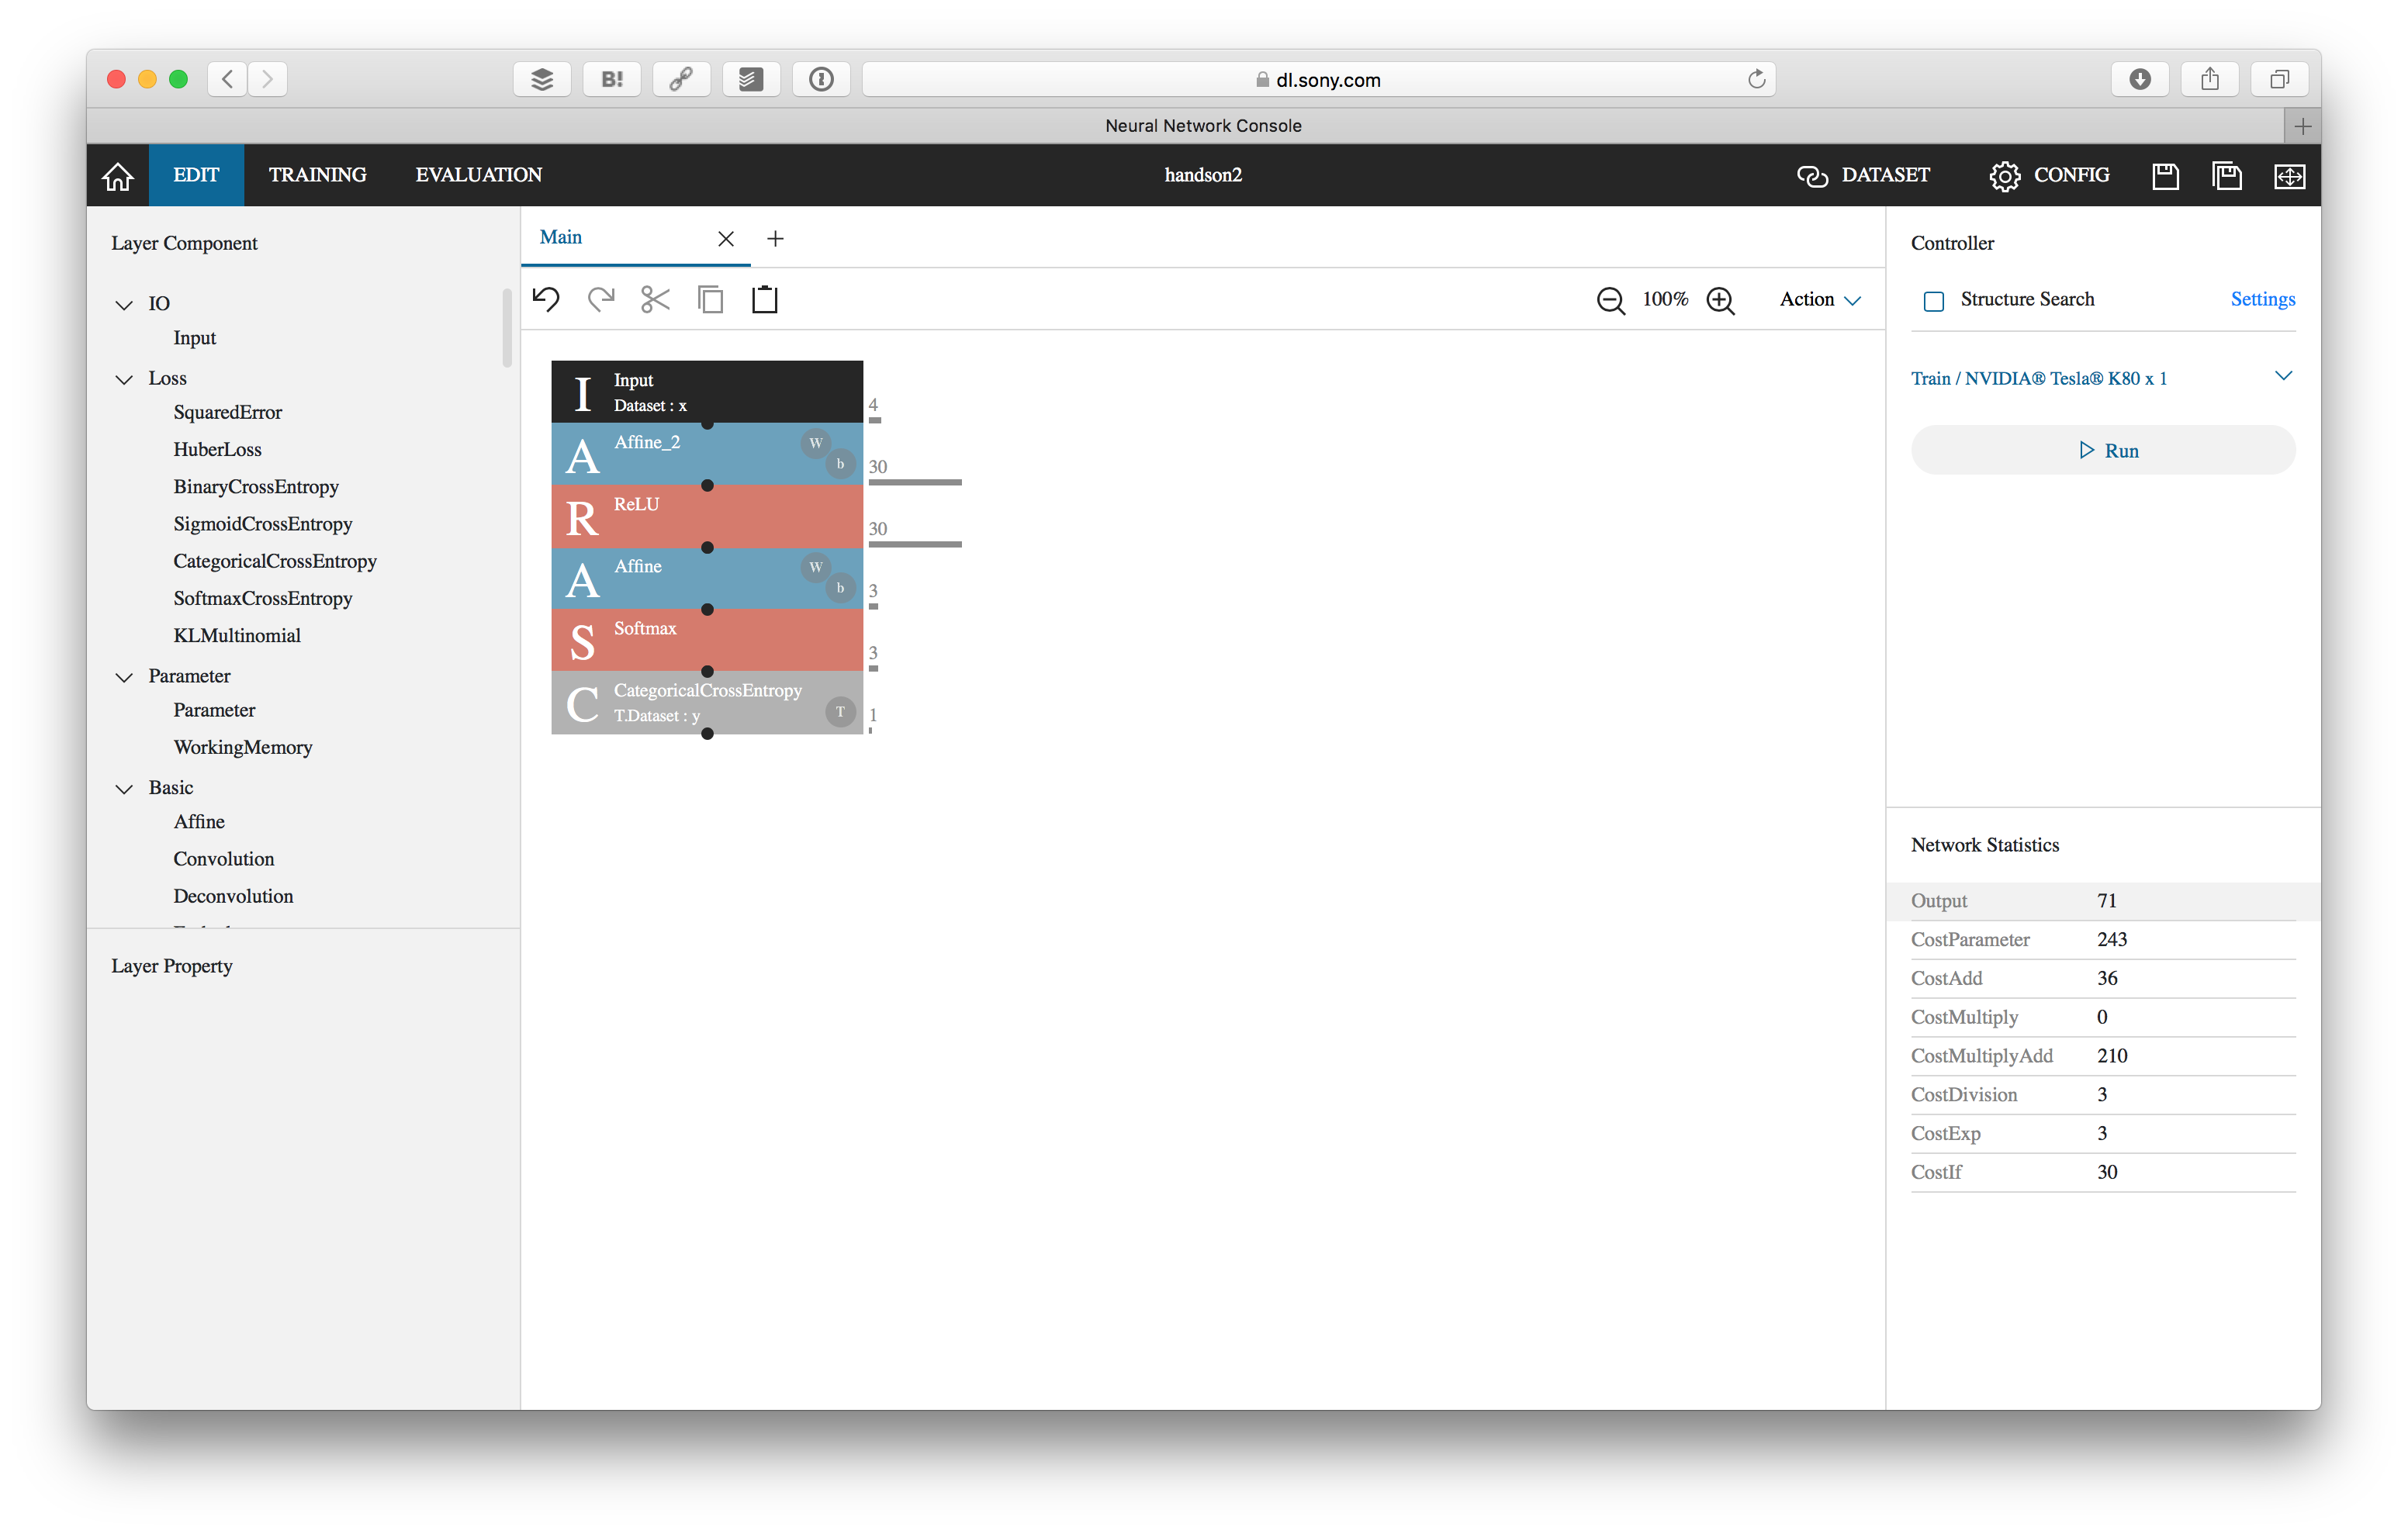 B!
dl.sony.com
Neural Network Console
EDIT
TRAINING
EVALUATION
handson2
DATASET
CONFIG
Layer Component
IO
Input
Loss
SquaredError
HuberLoss
BinaryCrossEntropy
SigmoidCrossEntropy
CategoricalCrossEntropy
SoftmaxCrossEntropy
KLMultinomial
Parameter
Parameter
WorkingMemory
Basic
Affine
Convolution
Deconvolution
Layer Property
Main
100%
Action
I
Input
Dataset : x
4
A
Affine_2
W
b
30
R
ReLU
30
A
Affine
W
b
3
S
Softmax
3
C
CategoricalCrossEntropy
T.Dataset : y
T
1
Controller
Structure Search
Settings
Train / NVIDIA® Tesla® K80 x 1
Run
Network Statistics
Output 71
CostParameter 243
CostAdd 36
CostMultiply 0
CostMultiplyAdd 210
CostDivision 3
CostExp 3
CostIf 30